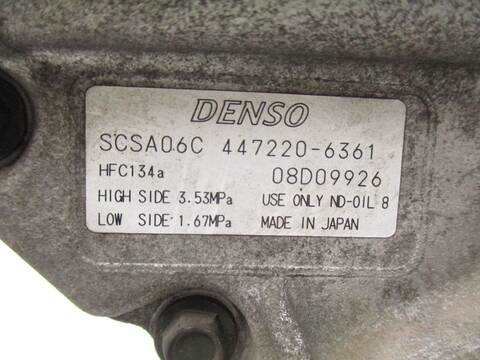 DENSO
SCSA06C 447220-6361
HFC134a 08D09926
HIGH SIDE 3.53MPa USE ONLY ND-OIL 8
LOW SIDE 1.67MPa MADE IN JAPAN